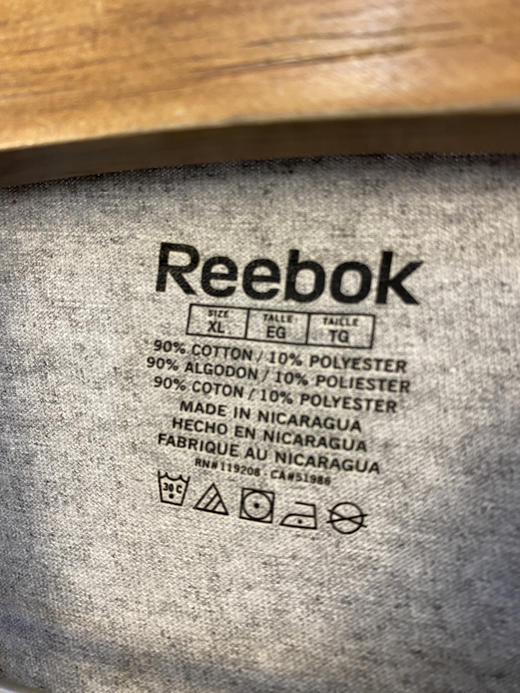 Reebok
SIZE TALLE TAILLE
XL EG TG
90% COTTON / 10% POLYESTER
90% ALGODON / 10% POLIESTER
90% COTON / 10% POLYESTER
MADE IN NICARAGUA
HECHO EN NICARAGUA
FABRIQUE AU NICARAGUA
RN#119208 · CA#51986
30 C